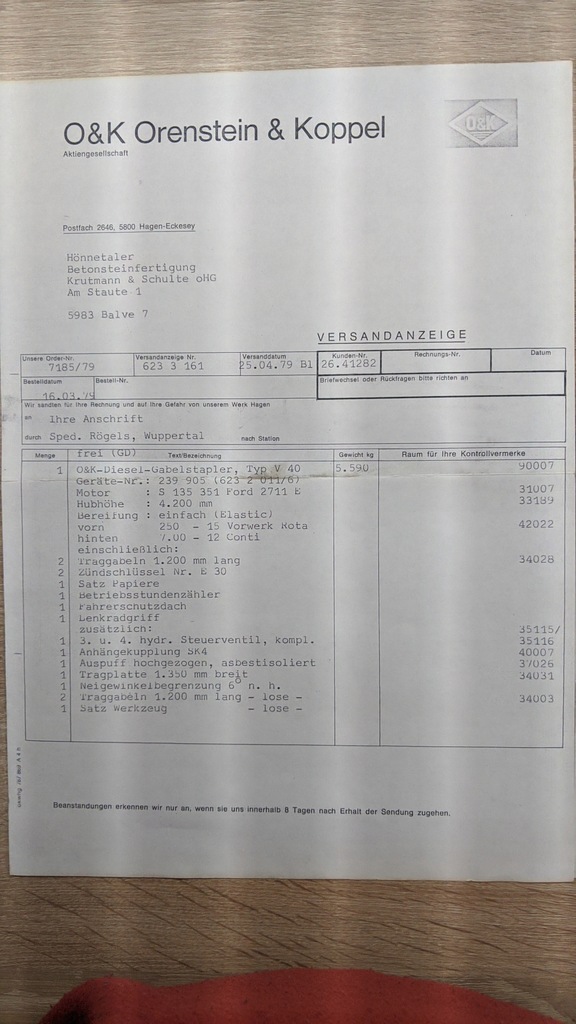 O&K Orenstein & Koppel
Aktiengesellschaft
O&K
Postfach 2646, 5800 Hagen-Eckesey
Hönnetaler
Betonsteinfertigung
Krutmann & Schulte oHG
Am Staute 1
5983 Balve 7
VERSANDANZEIGE
Unsere Order-Nr. Versandanzeige Nr. Versanddatum Kunden-Nr. Rechnungs-Nr. Datum
7185/79 623 3 161 25.04.79 Bl 26.41282
Bestelldatum Bestell-Nr. Briefwechsel oder Rückfragen bitte richten an
16.03.79
Wir sandten für Ihre Rechnung und auf Ihre Gefahr von unserem Werk Hagen
an Ihre Anschrift
durch Sped. Rögels, Wuppertal nach Station
Menge frei (GD) Text/Bezeichnung Gewicht kg Raum für Ihre Kontrollvermerke
1 O&K-Diesel-Gabelstapler, Typ V 40 5.590 90007
Geräte-Nr.: 239 905 (623 2 011/6)
Motor : S 135 351 Ford 2711 E 31007
Hubhöhe : 4.200 mm 33189
Bereifung : einfach (Elastic)
vorn 250 - 15 Vorwerk Rota 42022
hinten 7.00 - 12 Conti
einschließlich:
2 Traggabeln 1.200 mm lang 34028
2 Zündschlüssel Nr. E 30
1 Satz Papiere
1 Betriebsstundenzähler
1 Fahrerschutzdach
1 Lenkradgriff
zusätzlich: 35115/
1 3. u. 4. hydr. Steuerventil, kompl. 35116
1 Anhängekupplung SK4 40007
1 Auspuff hochgezogen, asbestisoliert 37026
1 Tragplatte 1.350 mm breit 34031
1 Neigewinkelbegrenzung 6° n. h.
2 Traggabeln 1.200 mm lang - lose - 34003
1 Satz Werkzeug - lose -
Beanstandungen erkennen wir nur an, wenn sie uns innerhalb 8 Tagen nach Erhalt der Sendung zugehen.